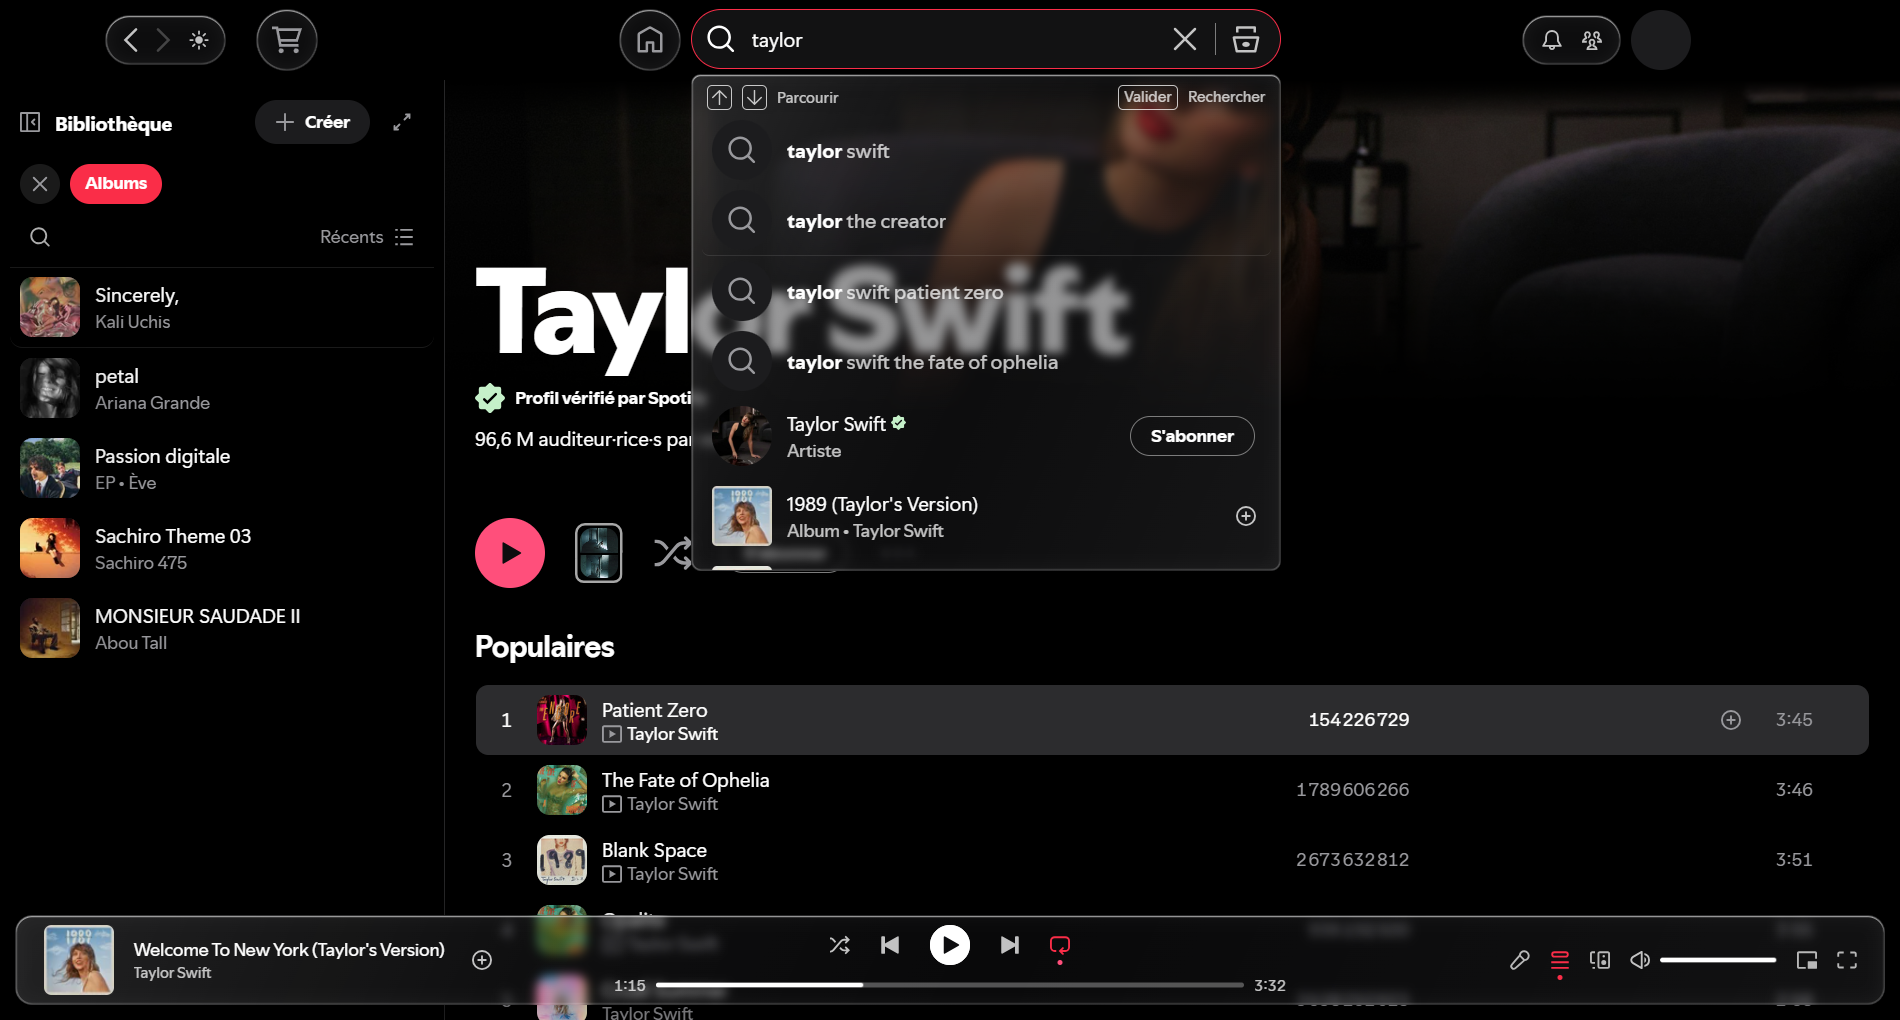 taylor
Parcourir
Valider Rechercher
Bibliothèque
Créer
Albums
Récents
Sincerely,
Kali Uchis
petal
Ariana Grande
Passion digitale
EP • Ève
Sachiro Theme 03
Sachiro 475
MONSIEUR SAUDADE II
Abou Tall
taylor swift
taylor the creator
taylor swift patient zero
taylor swift the fate of ophelia
Taylor Swift
Artiste
S'abonner
1989 (Taylor's Version)
Album • Taylor Swift
Taylor Swift
Profil vérifié par Spoti
96,6 M auditeur·rice·s par
Populaires
1 Patient Zero 154226729 3:45
Taylor Swift
2 The Fate of Ophelia 1789606266 3:46
Taylor Swift
3 Blank Space 2673632812 3:51
Taylor Swift
Welcome To New York (Taylor's Version)
Taylor Swift
1:15
3:32
Taylor Swift